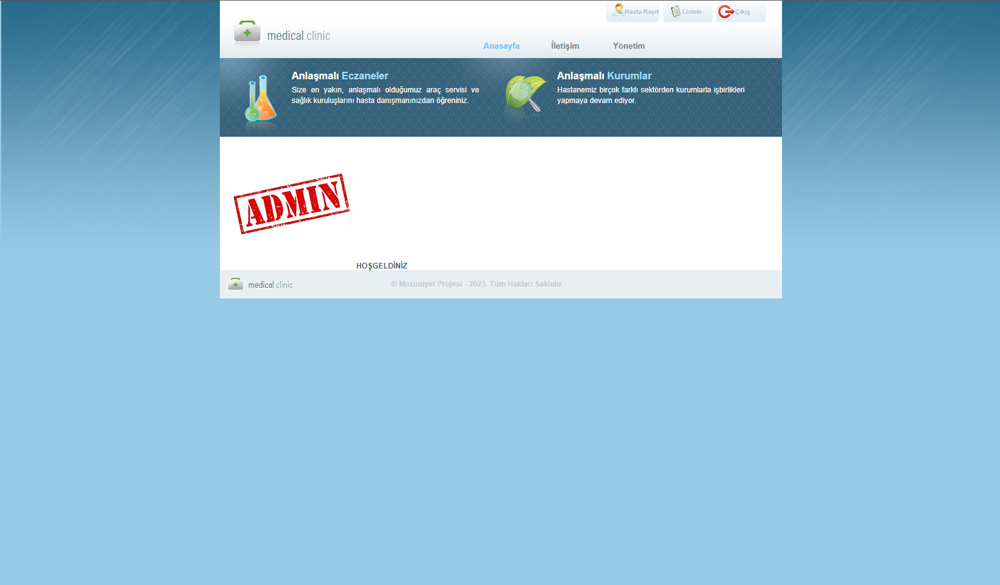 Hasta Kayıt Listele Çıkış
medical clinic
Anasayfa İletişim Yönetim
Anlaşmalı Eczaneler
Size en yakın, anlaşmalı olduğumuz araç servisi ve
sağlık kuruluşlarını hasta danışmanınızdan öğreniniz.
Anlaşmalı Kurumlar
Hastanemiz birçok farklı sektörden kurumlarla işbirlikleri
yapmaya devam ediyor.
ADMIN
HOŞGELDİNİZ
medical clinic
© Mezuniyet Projesi - 2023. Tüm Hakları Saklıdır